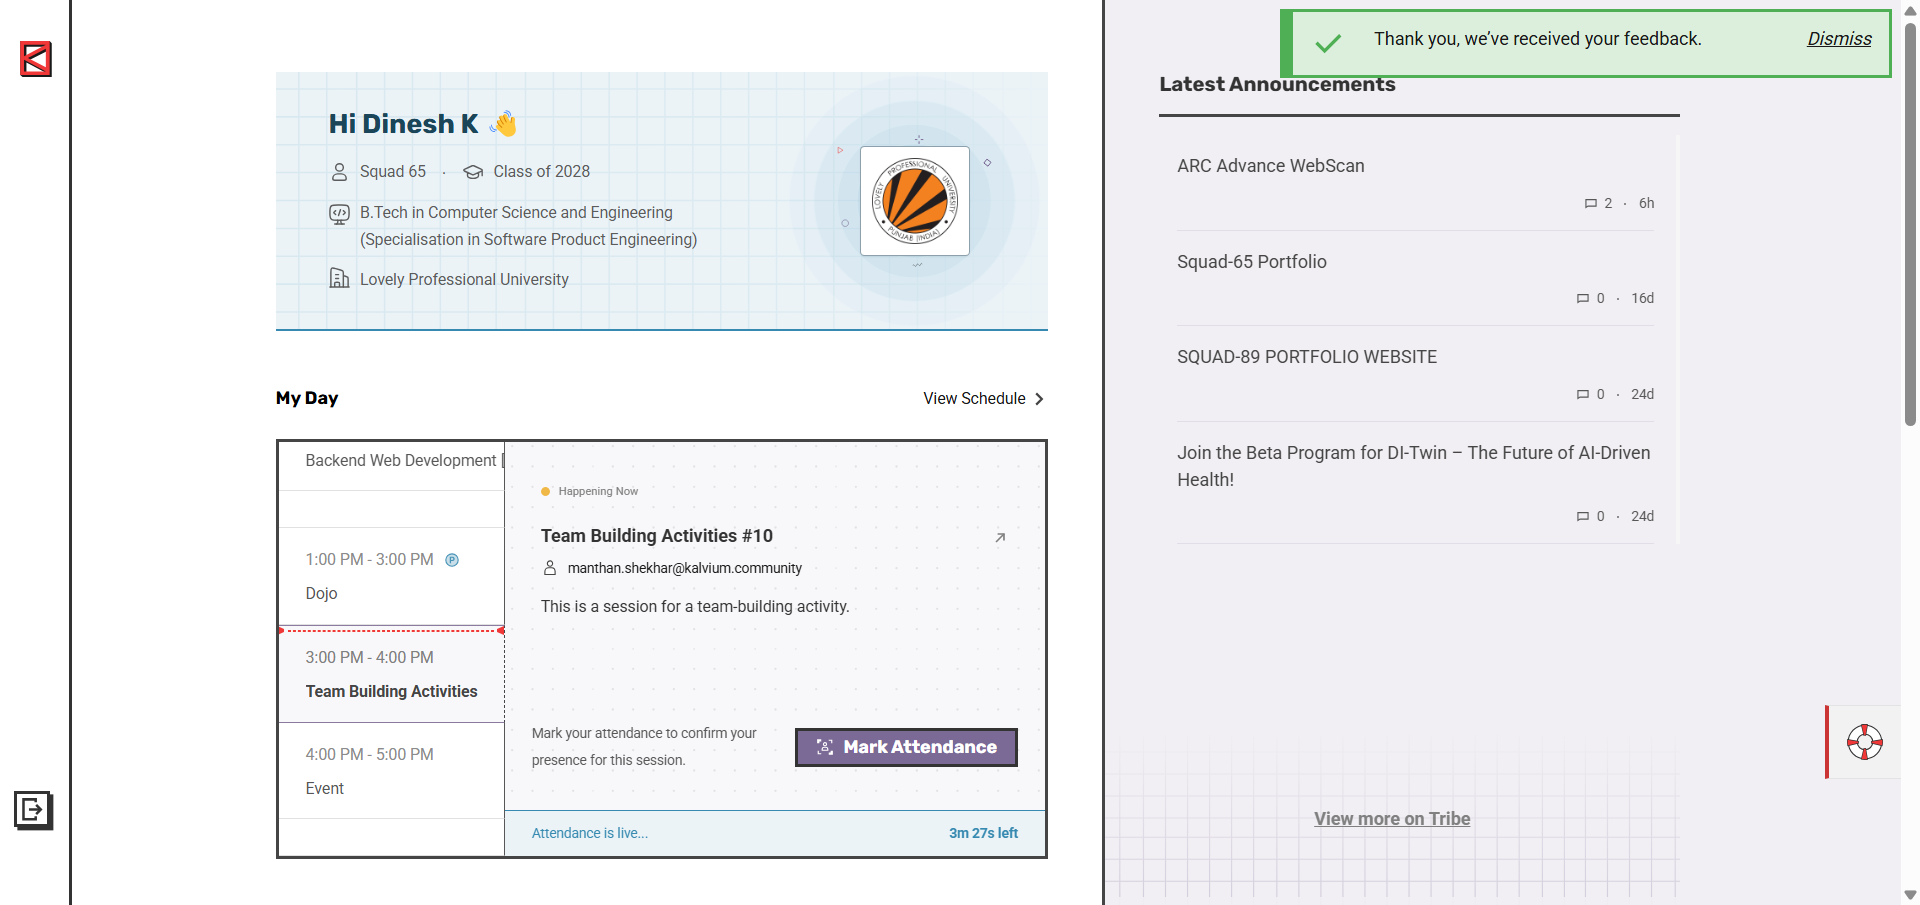 Hi Dinesh K 👋
Squad 65 · Class of 2028
B.Tech in Computer Science and Engineering
(Specialisation in Software Product Engineering)
Lovely Professional University
LOVELY PROFESSIONAL UNIVERSITY
PUNJAB (INDIA)
My Day
View Schedule
Backend Web Development [
1:00 PM - 3:00 PM P
Dojo
3:00 PM - 4:00 PM
Team Building Activities
4:00 PM - 5:00 PM
Event
Happening Now
Team Building Activities #10
manthan.shekhar@kalvium.community
This is a session for a team-building activity.
Mark your attendance to confirm your
presence for this session.
Mark Attendance
Attendance is live...
3m 27s left
Thank you, we’ve received your feedback.
Dismiss
Latest Announcements
ARC Advance WebScan
2 · 6h
Squad-65 Portfolio
0 · 16d
SQUAD-89 PORTFOLIO WEBSITE
0 · 24d
Join the Beta Program for DI-Twin – The Future of AI-Driven
Health!
0 · 24d
View more on Tribe